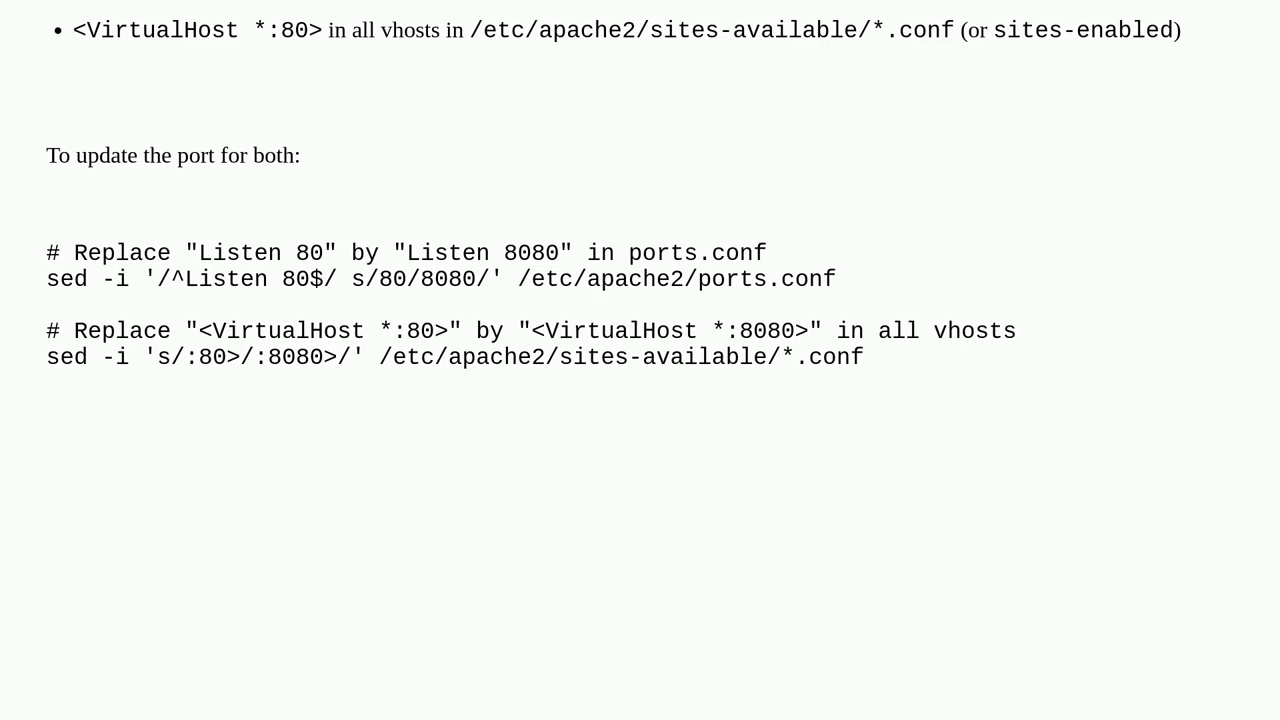 • <VirtualHost *:80> in all vhosts in /etc/apache2/sites-available/*.conf (or sites-enabled)
To update the port for both:
# Replace "Listen 80" by "Listen 8080" in ports.conf
sed -i '/^Listen 80$/ s/80/8080/' /etc/apache2/ports.conf
# Replace "<VirtualHost *:80>" by "<VirtualHost *:8080>" in all vhosts
sed -i 's/:80>/:8080>/' /etc/apache2/sites-available/*.conf